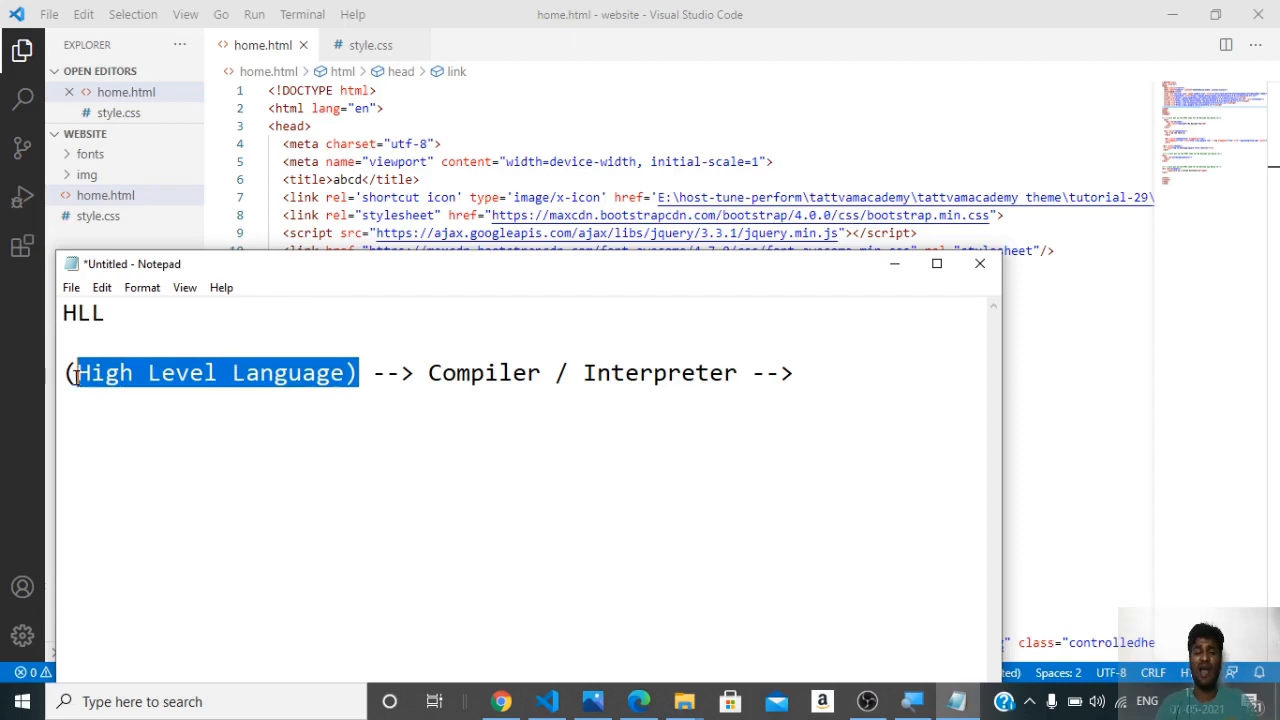 File Edit Selection View Go Run Terminal Help home.html - website - Visual Studio Code
EXPLORER
home.html
# style.css
OPEN EDITORS
home.html > html > head > link
home.html
# style.css
WEBSITE
fonts
img
home.html
style.css
1 <!DOCTYPE html>
2 <html lang="en">
3 <head>
4 <meta charset="utf-8">
5 <meta name="viewport" content="width=device-width, initial-scale=1">
6 <title>abcd</title>
7 <link rel='shortcut icon' type='image/x-icon' href='E:\host-tune-perform\tattvamacademy\tattvamacademy theme\tutorial-29\
8 <link rel="stylesheet" href="https://maxcdn.bootstrapcdn.com/bootstrap/4.0.0/css/bootstrap.min.css">
9 <script src="https://ajax.googleapis.com/ajax/libs/jquery/3.3.1/jquery.min.js"></script>
*Untitled - Notepad
File Edit Format View Help
HLL
(High Level Language) --> Compiler / Interpreter -->
class="controlledhe
0
Spaces: 2 UTF-8 CRLF
Type here to search
ENG
07-05-2021
21